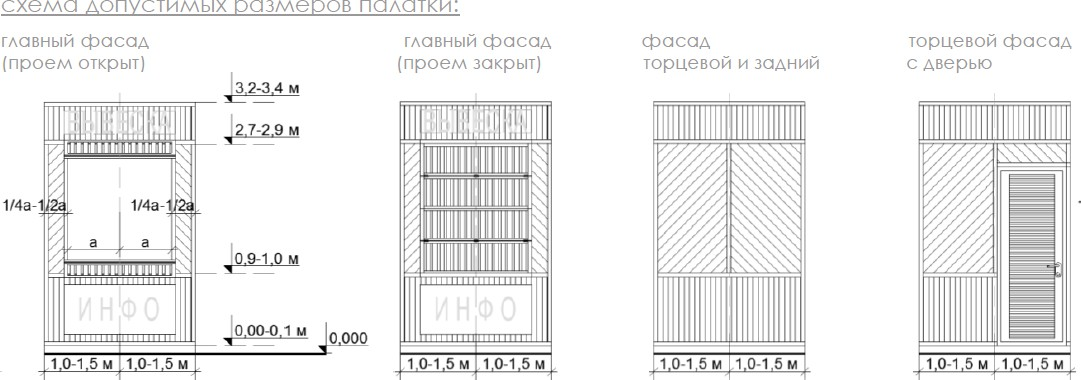 схема допустимых размеров палатки:
главный фасад
(проем открыт)
главный фасад
(проем закрыт)
фасад
торцевой и задний
торцевой фасад
с дверью
3,2-3,4 м
ВЫВЕСКА
ВЫВЕСКА
2,7-2,9 м
1/4a-1/2a
1/4a-1/2a
a
a
0,9-1,0 м
ИНФО
ИНФО
0,00-0,1 м
0,000
1,0-1,5 м
1,0-1,5 м
1,0-1,5 м
1,0-1,5 м
1,0-1,5 м
1,0-1,5 м
1,0-1,5 м
1,0-1,5 м